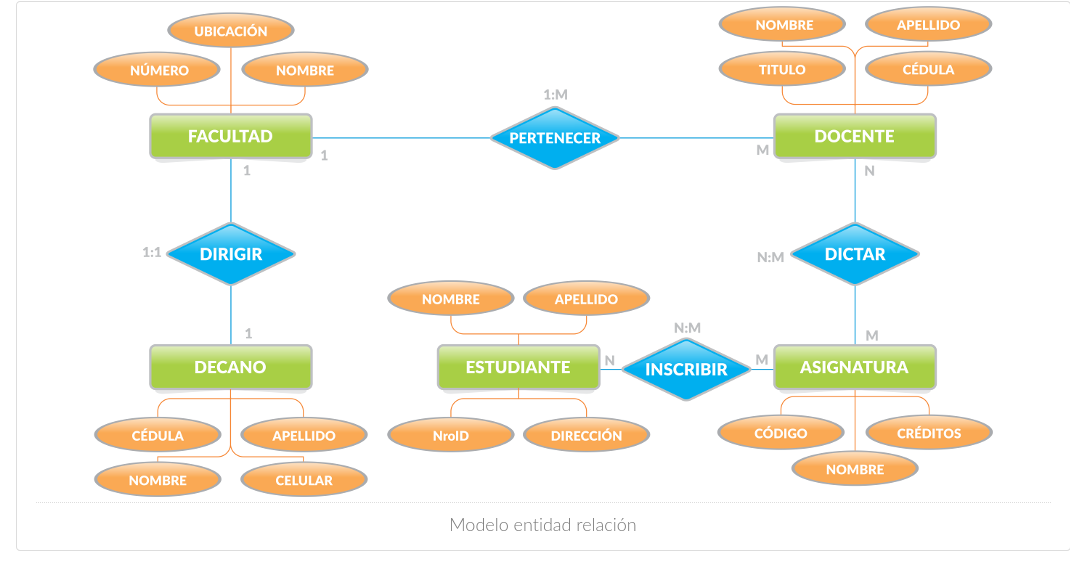 UBICACIÓN
NÚMERO
NOMBRE
FACULTAD
1
1
1:M
PERTENECER
NOMBRE
APELLIDO
TITULO
CÉDULA
DOCENTE
M
N
1:1
DIRIGIR
N:M
DICTAR
1
M
DECANO
CÉDULA
APELLIDO
NOMBRE
CELULAR
NOMBRE
APELLIDO
ESTUDIANTE
N
NroID
DIRECCIÓN
N:M
INSCRIBIR
M
ASIGNATURA
CÓDIGO
CRÉDITOS
NOMBRE
Modelo entidad relación